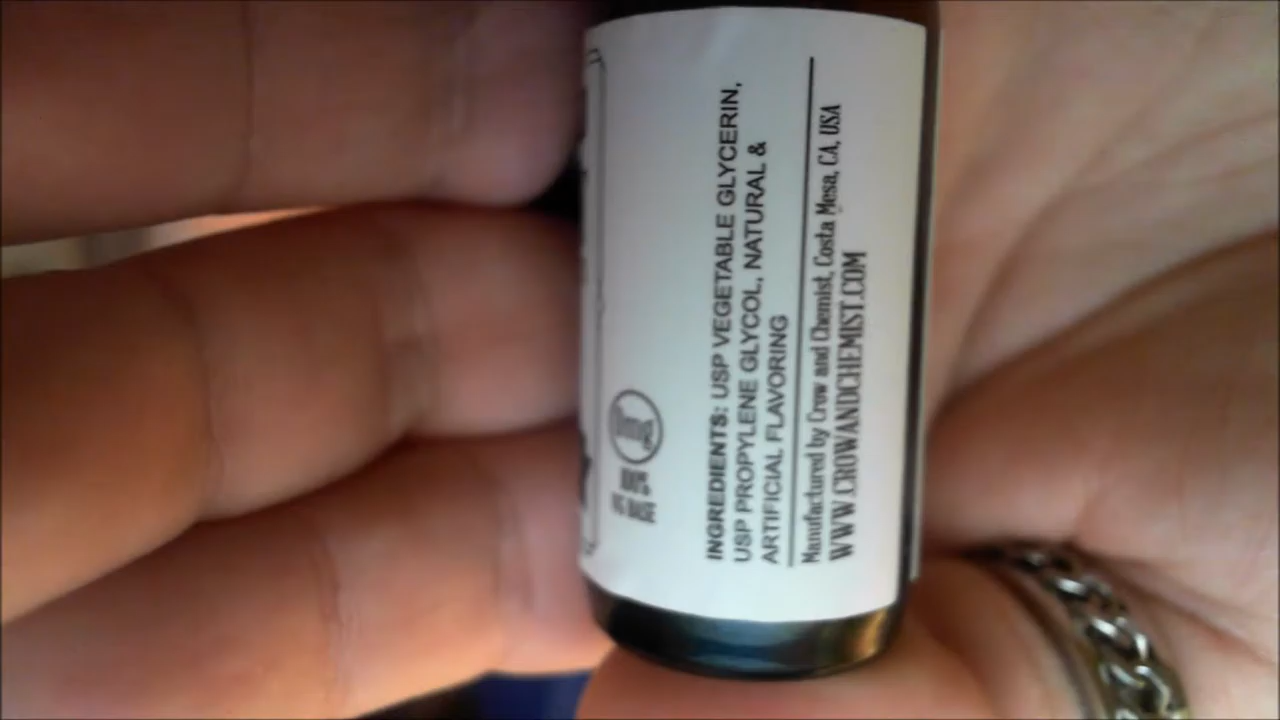 0mg
100%
VG BASE
INGREDIENTS: USP VEGETABLE GLYCERIN,
USP PROPYLENE GLYCOL, NATURAL &
ARTIFICIAL FLAVORING
Manufactured by Crow and Chemist, Costa Mesa, CA, USA
WWW.CROWANDCHEMIST.COM